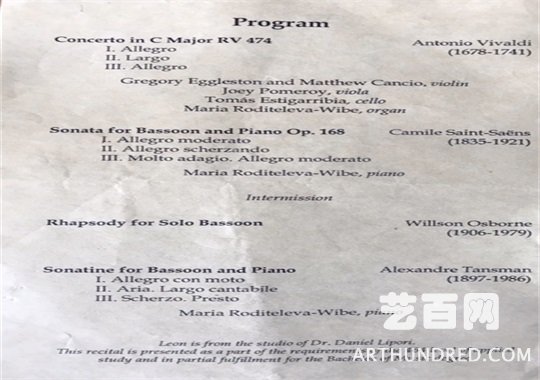 Program
Concerto in C Major RV 474 Antonio Vivaldi
I. Allegro (1678-1741)
II. Largo
III. Allegro
Gregory Eggleston and Matthew Cancio, violin
Joey Pomeroy, viola
Tomás Estigarribia, cello
Maria Roditeleva-Wibe, organ
Sonata for Bassoon and Piano Op. 168 Camile Saint-Saëns
I. Allegro moderato (1835-1921)
II. Allegro scherzando
III. Molto adagio. Allegro moderato
Maria Roditeleva-Wibe, piano
Intermission
Rhapsody for Solo Bassoon Willson Osborne
(1906-1979)
Sonatine for Bassoon and Piano Alexandre Tansman
I. Allegro con moto (1897-1986)
II. Aria. Largo cantabile
III. Scherzo. Presto
Maria Roditeleva-Wibe,
Leon is from the studio of Dr. Daniel Lipori.
This recital is presented as a part of the requirements
study and in partial fulfillment for the
艺百网
ARTHUNDRED.COM